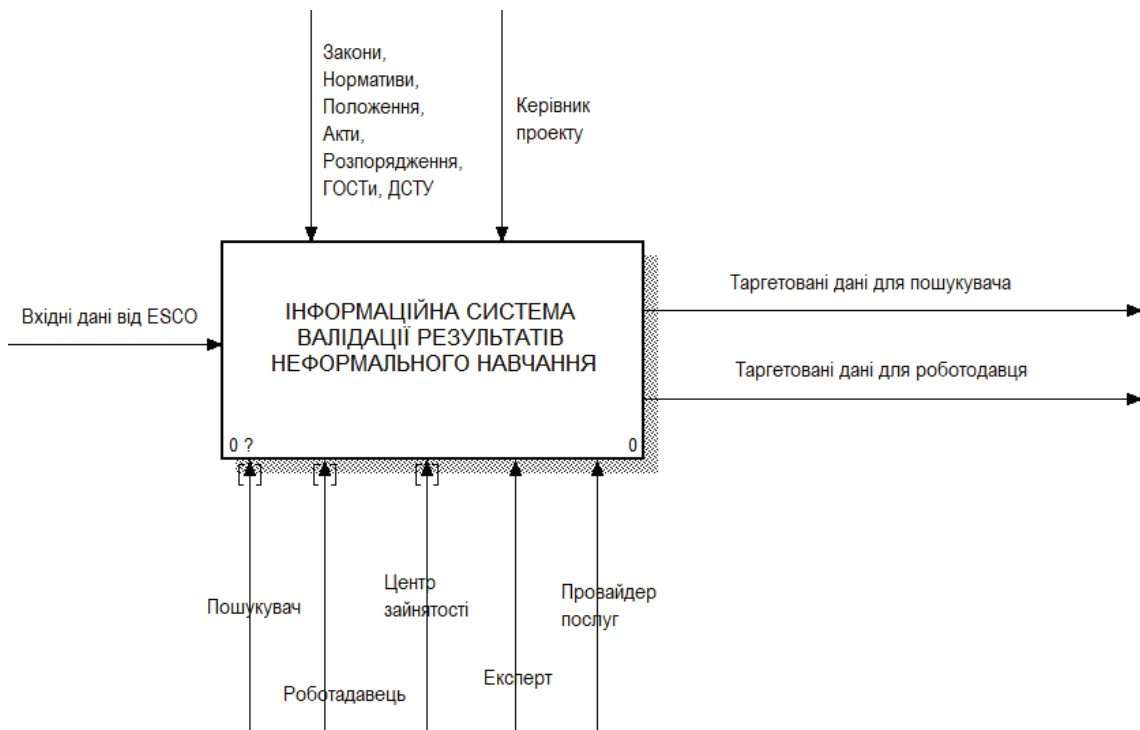 Закони,
Нормативи,
Положення,
Акти,
Розпорядження,
ГОСТи, ДСТУ
Керівник
проекту
Вхідні дані від ESCO
ІНФОРМАЦІЙНА СИСТЕМА
ВАЛІДАЦІЇ РЕЗУЛЬТАТІВ
НЕФОРМАЛЬНОГО НАВЧАННЯ
0 ?
0
Таргетовані дані для пошукувача
Таргетовані дані для роботодавця
Пошукувач
Роботадавець
Центр
зайнятості
Експерт
Провайдер
послуг